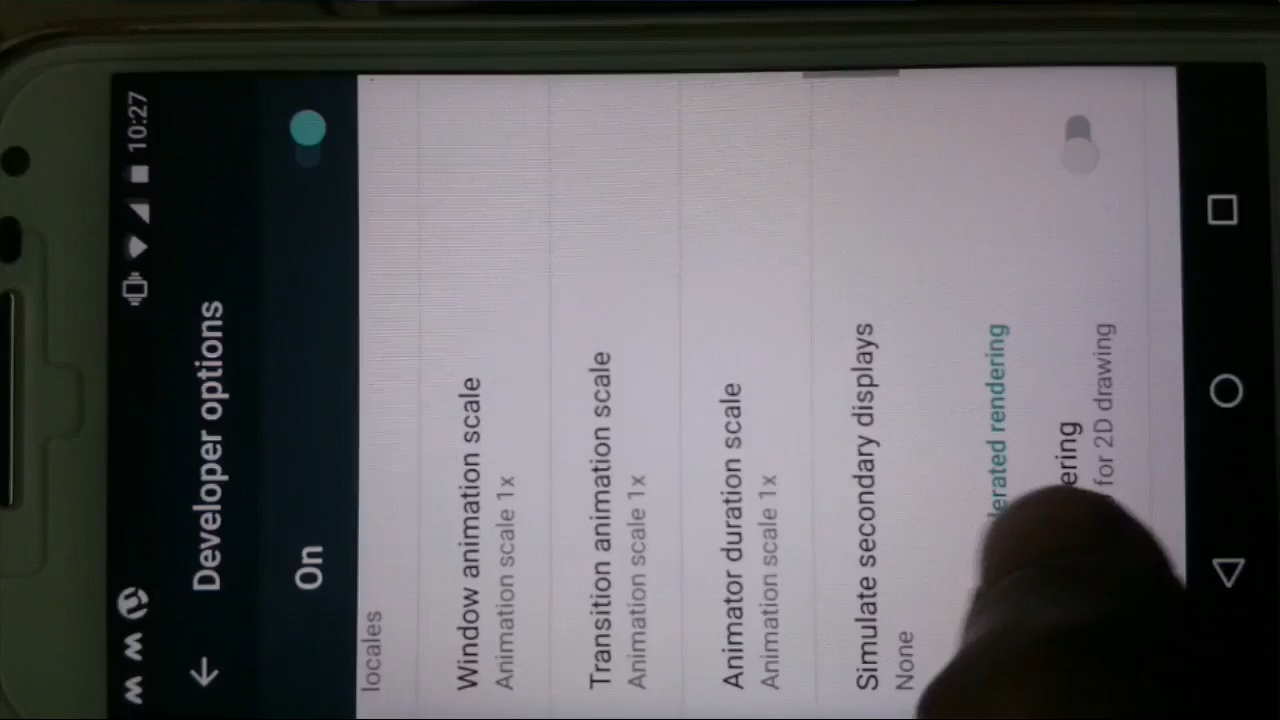 10:27
Developer options
On
locales
Window animation scale
Animation scale 1x
Transition animation scale
Animation scale 1x
Animator duration scale
Animation scale 1x
Simulate secondary displays
None
rendering
for 2D drawing